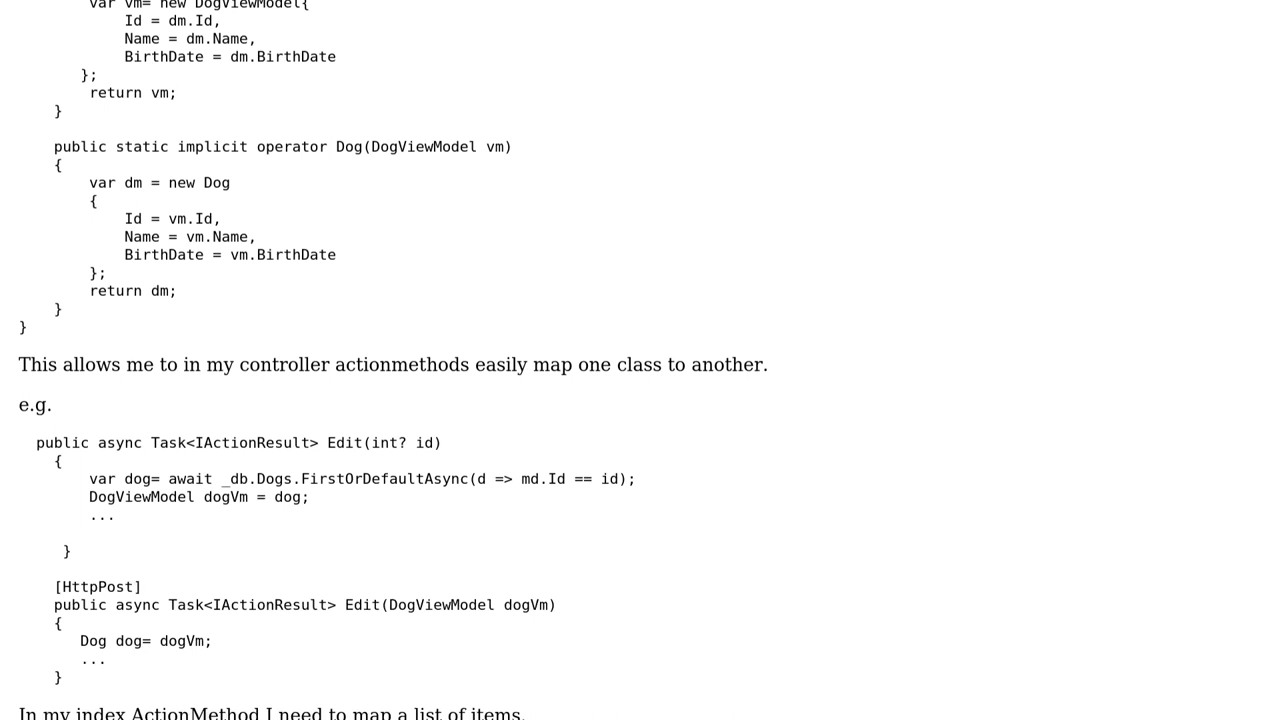 var vm= new DogViewModel{
Id = dm.Id,
Name = dm.Name,
BirthDate = dm.BirthDate
};
return vm;
}
public static implicit operator Dog(DogViewModel vm)
{
var dm = new Dog
{
Id = vm.Id,
Name = vm.Name,
BirthDate = vm.BirthDate
};
return dm;
}
}
This allows me to in my controller actionmethods easily map one class to another.
e.g.
public async Task<IActionResult> Edit(int? id)
{
var dog= await _db.Dogs.FirstOrDefaultAsync(d => md.Id == id);
DogViewModel dogVm = dog;
...
}
[HttpPost]
public async Task<IActionResult> Edit(DogViewModel dogVm)
{
Dog dog= dogVm;
...
}
In my index ActionMethod I need to map a list of items.